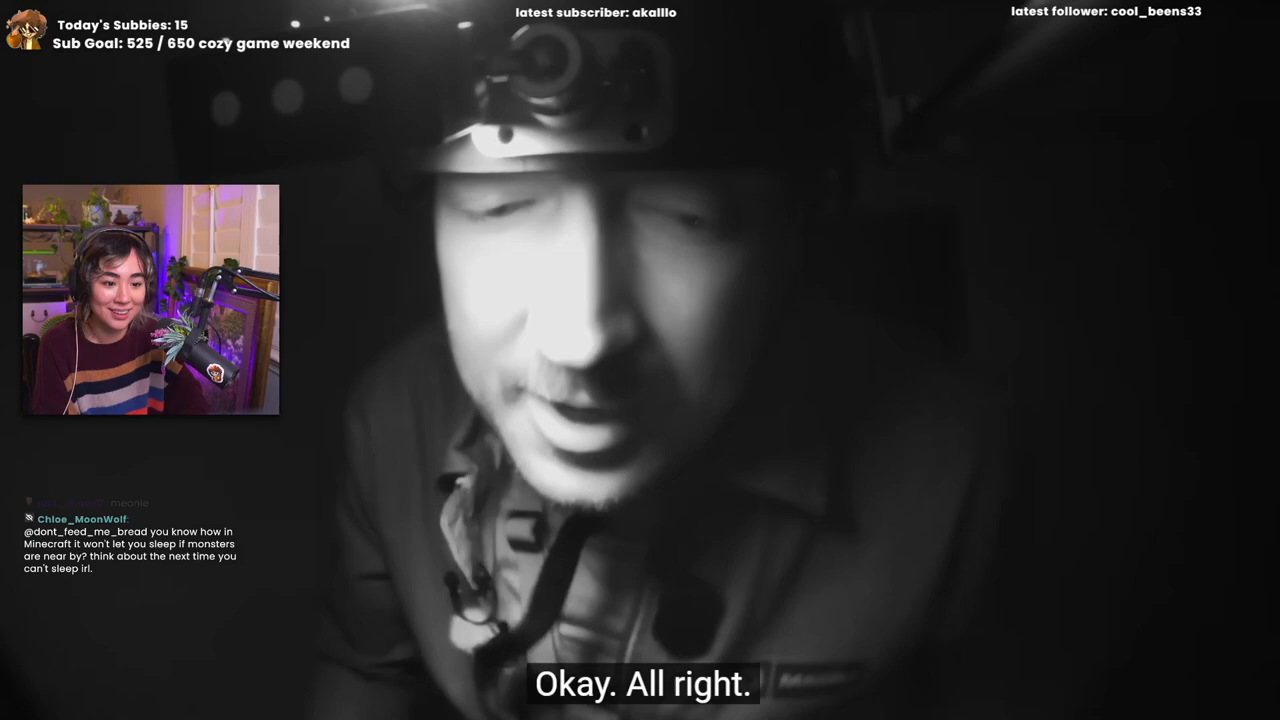 Today's Subbies: 15
Sub Goal: 525 / 650 cozy game weekend
latest subscriber: akalllo
latest follower: cool_beens33
meanie
Chloe_MoonWolf:
@dont_feed_me_bread you know how in
Minecraft it won't let you sleep if monsters
are near by? think about the next time you
can't sleep irl.
Okay. All right.